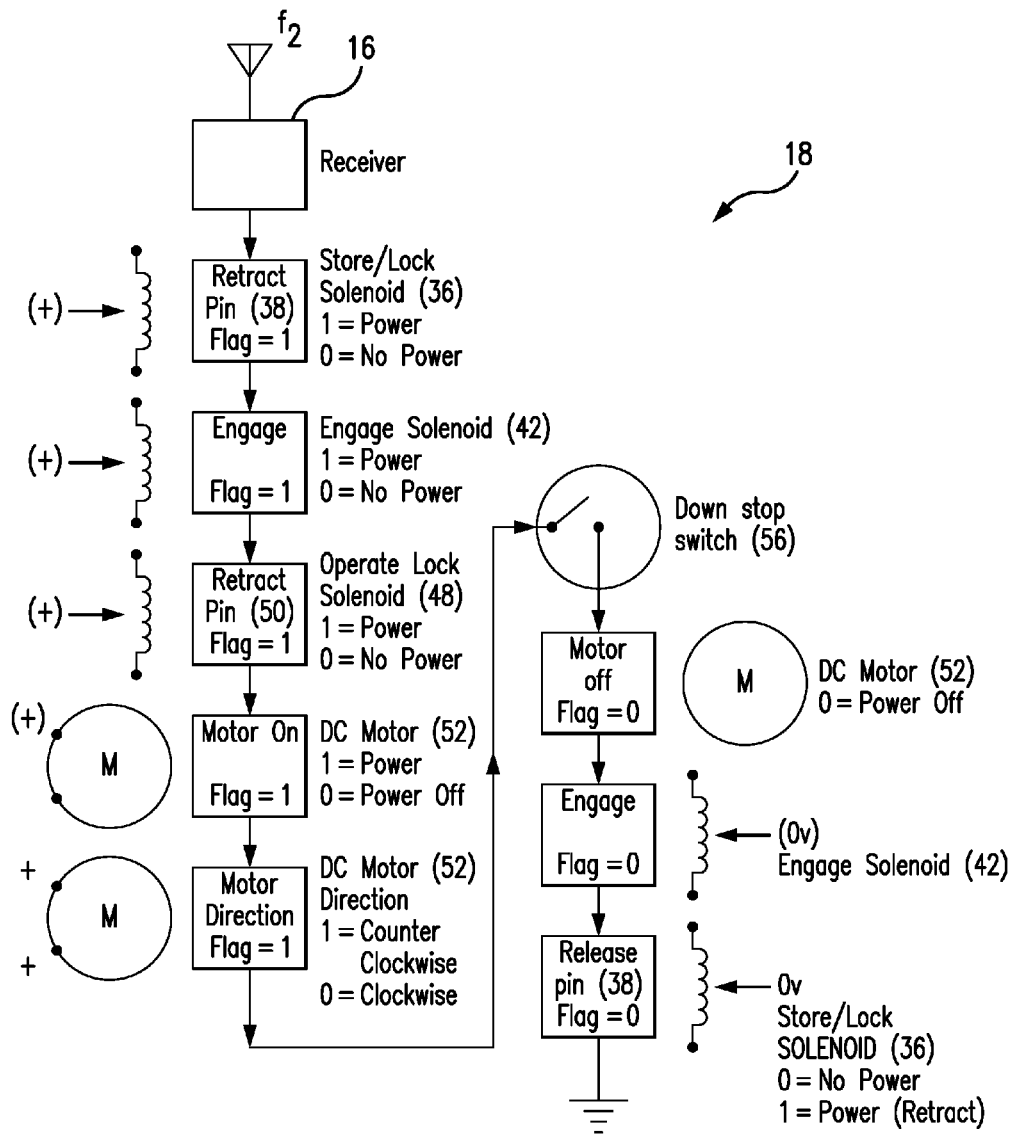 f2
16
Receiver
18
(+)
Retract
Pin (38)
Flag = 1
Store/Lock
Solenoid (36)
1 = Power
0 = No Power
(+)
Engage
Flag = 1
Engage Solenoid (42)
1 = Power
0 = No Power
(+)
Retract
Pin (50)
Flag = 1
Operate Lock
Solenoid (48)
1 = Power
0 = No Power
(+)
M
Motor On
Flag = 1
DC Motor (52)
1 = Power
0 = Power Off
+
M
+
Motor
Direction
Flag = 1
DC Motor (52)
Direction
1 = Counter
Clockwise
0 = Clockwise
Down stop
switch (56)
Motor
off
Flag = 0
M
DC Motor (52)
0 = Power Off
Engage
Flag = 0
(0v)
Engage Solenoid (42)
Release
pin (38)
Flag = 0
0v
Store/Lock
SOLENOID (36)
0 = No Power
1 = Power (Retract)